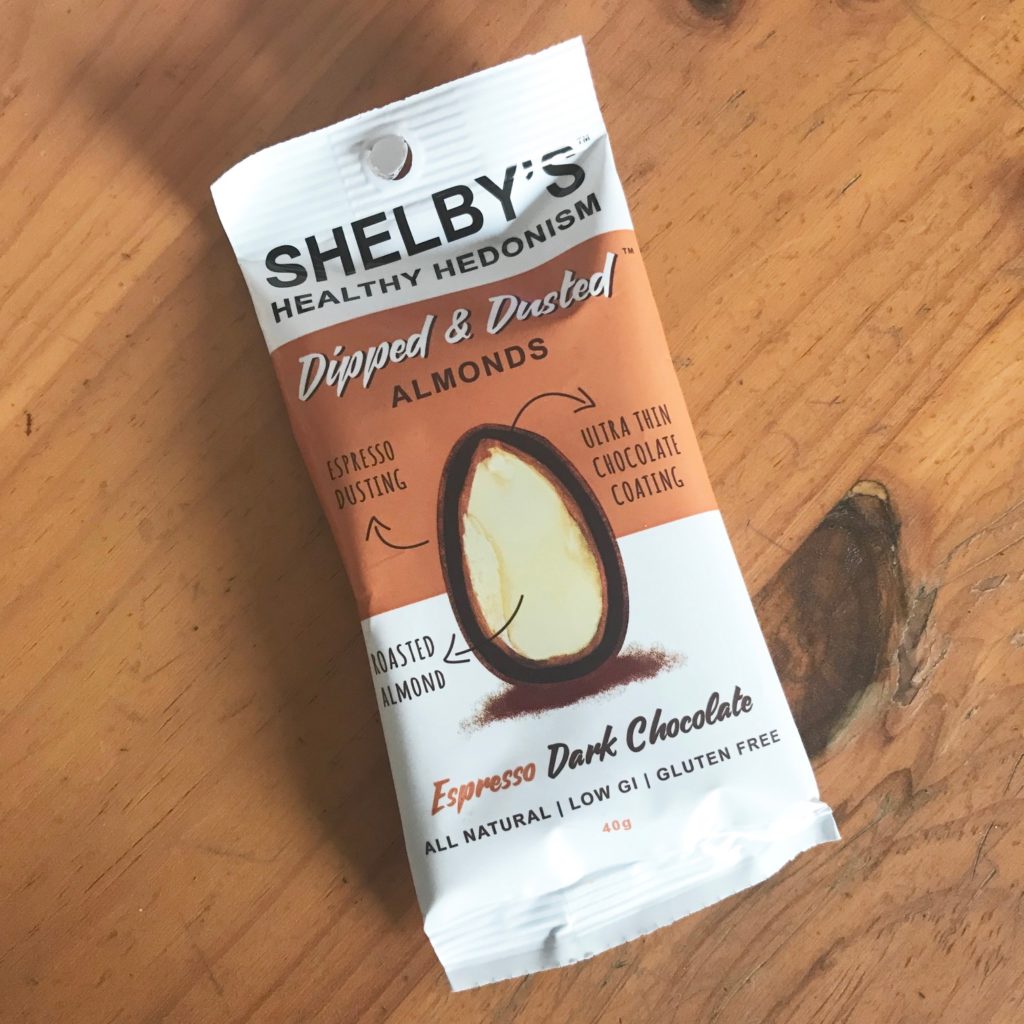 SHELBY'S™
HEALTHY HEDONISM
Dipped & Dusted™
ALMONDS
ESPRESSO
DUSTING
ULTRA THIN
CHOCOLATE
COATING
ROASTED
ALMOND
Espresso Dark Chocolate
ALL NATURAL | LOW GI | GLUTEN FREE
40g